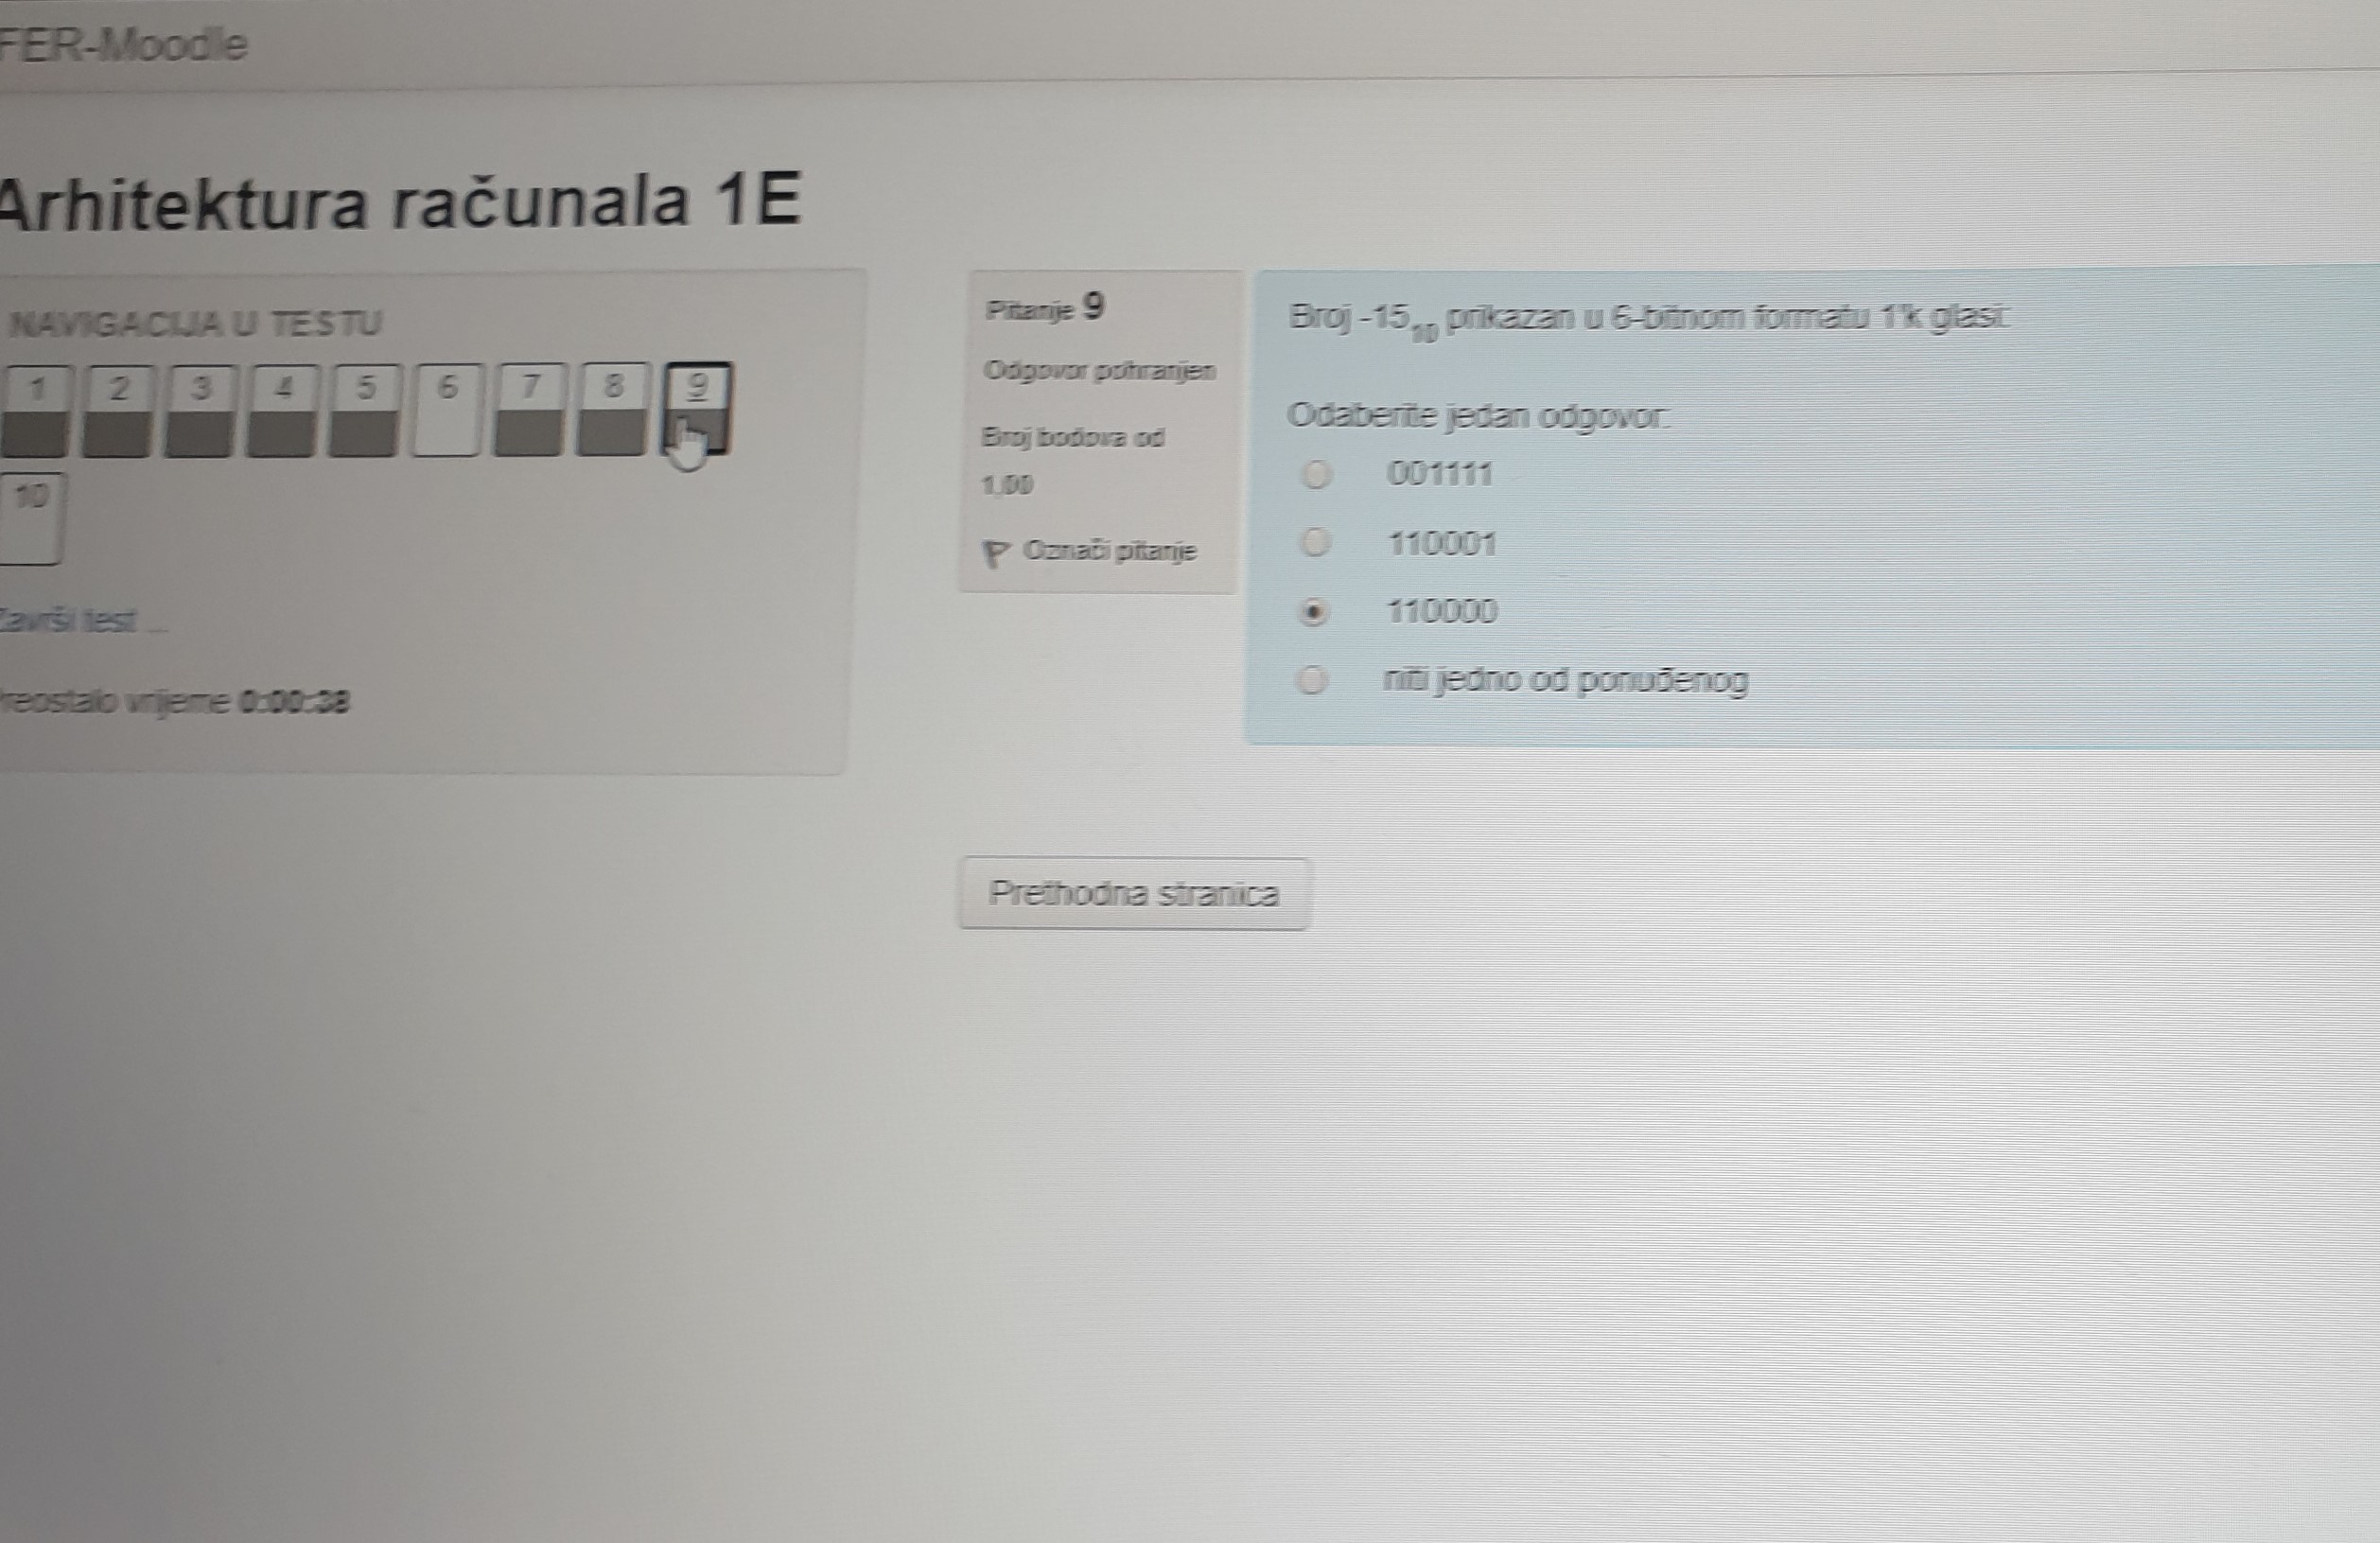 FER-Moodle
Arhitektura računala 1E
NAVIGACIJA U TESTU
1 2 3 4 5 6 7 8 9
10
Završi test ...
Preostalo vrijeme 0:00:38
Pitanje 9
Odgovor pohranjen
Broj bodova od
1,00
Označi pitanje
Broj -15₁₀ prikazan u 6-bitnom formatu 1'k glasi:
Odaberite jedan odgovor:
001111
110001
110000
niti jedno od ponuđenog
Prethodna stranica